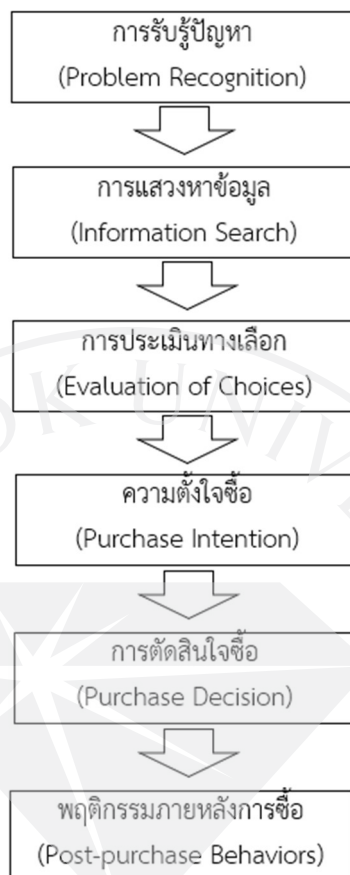 การรับรู้ปัญหา
(Problem Recognition)
การแสวงหาข้อมูล
(Information Search)
การประเมินทางเลือก
(Evaluation of Choices)
ความตั้งใจซื้อ
(Purchase Intention)
การตัดสินใจซื้อ
(Purchase Decision)
พฤติกรรมภายหลังการซื้อ
(Post-purchase Behaviors)